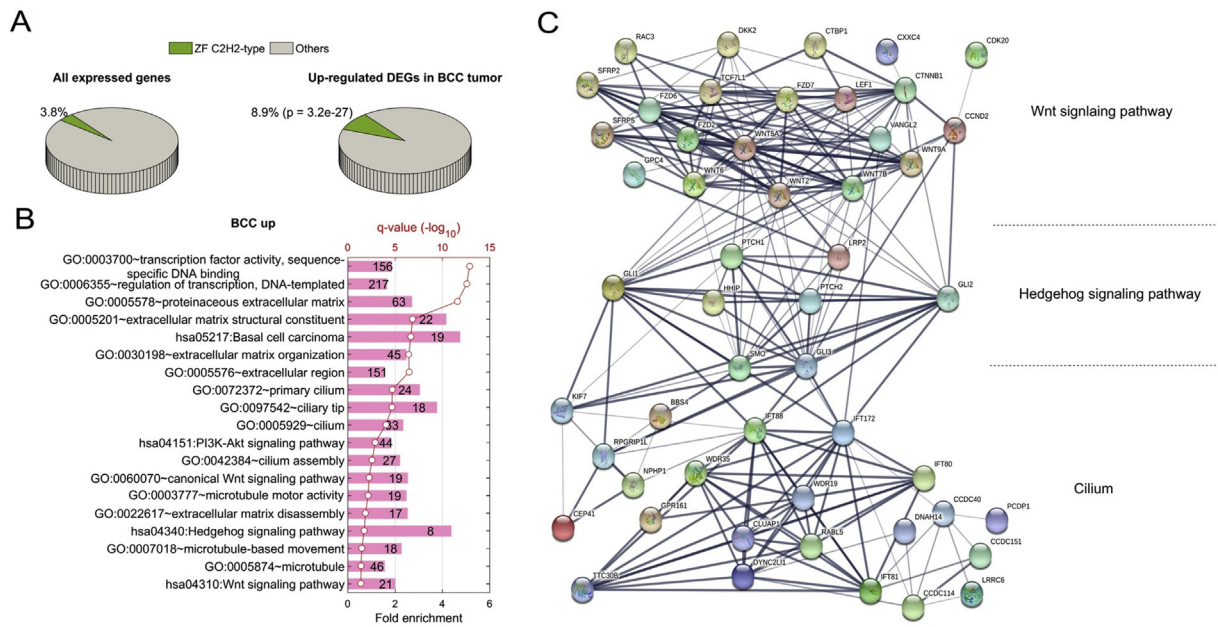 A
ZF C2H2-type
Others
All expressed genes
Up-regulated DEGs in BCC tumor
3.8%
8.9% (p = 3.2e-27)
B
BCC up
q-value (-log10)
0 5 10 15
GO:0003700~transcription factor activity, sequence-
specific DNA binding
156
GO:0006355~regulation of transcription, DNA-templated
217
GO:0005578~proteinaceous extracellular matrix
63
GO:0005201~extracellular matrix structural constituent
22
hsa05217:Basal cell carcinoma
19
GO:0030198~extracellular matrix organization
45
GO:0005576~extracellular region
151
GO:0072372~primary cilium
24
GO:0097542~ciliary tip
18
GO:0005929~cilium
33
hsa04151:PI3K-Akt signaling pathway
44
GO:0042384~cilium assembly
27
GO:0060070~canonical Wnt signaling pathway
19
GO:0003777~microtubule motor activity
19
GO:0022617~extracellular matrix disassembly
17
hsa04340:Hedgehog signaling pathway
8
GO:0007018~microtubule-based movement
18
GO:0005874~microtubule
46
hsa04310:Wnt signaling pathway
21
0 2 4 6
Fold enrichment
C
RAC3
DKK2
CTBP1
CXXC4
CDK20
SFRP2
TCF7L1
FZD7
LEF1
CTNNB1
FZD6
SFRP5
FZD2
WNT5A
VANGL2
CCND2
GPC4
WNT6
WNT2
WNT7B
WNT9A
Wnt signlaing pathway
PTCH1
LRP2
GLI1
HHIP
PTCH2
GLI2
SMO
GLI3
Hedgehog signaling pathway
KIF7
BBS4
IFT88
IFT172
RPGRIP1L
NPHP1
WDR35
IFT80
CEP41
GPR161
WDR19
CCDC40
PCDP1
CLUAP1
RABL5
DNAH14
CCDC151
TTC30B
DYNC2LI1
IFT81
CCDC114
LRRC6
Cilium